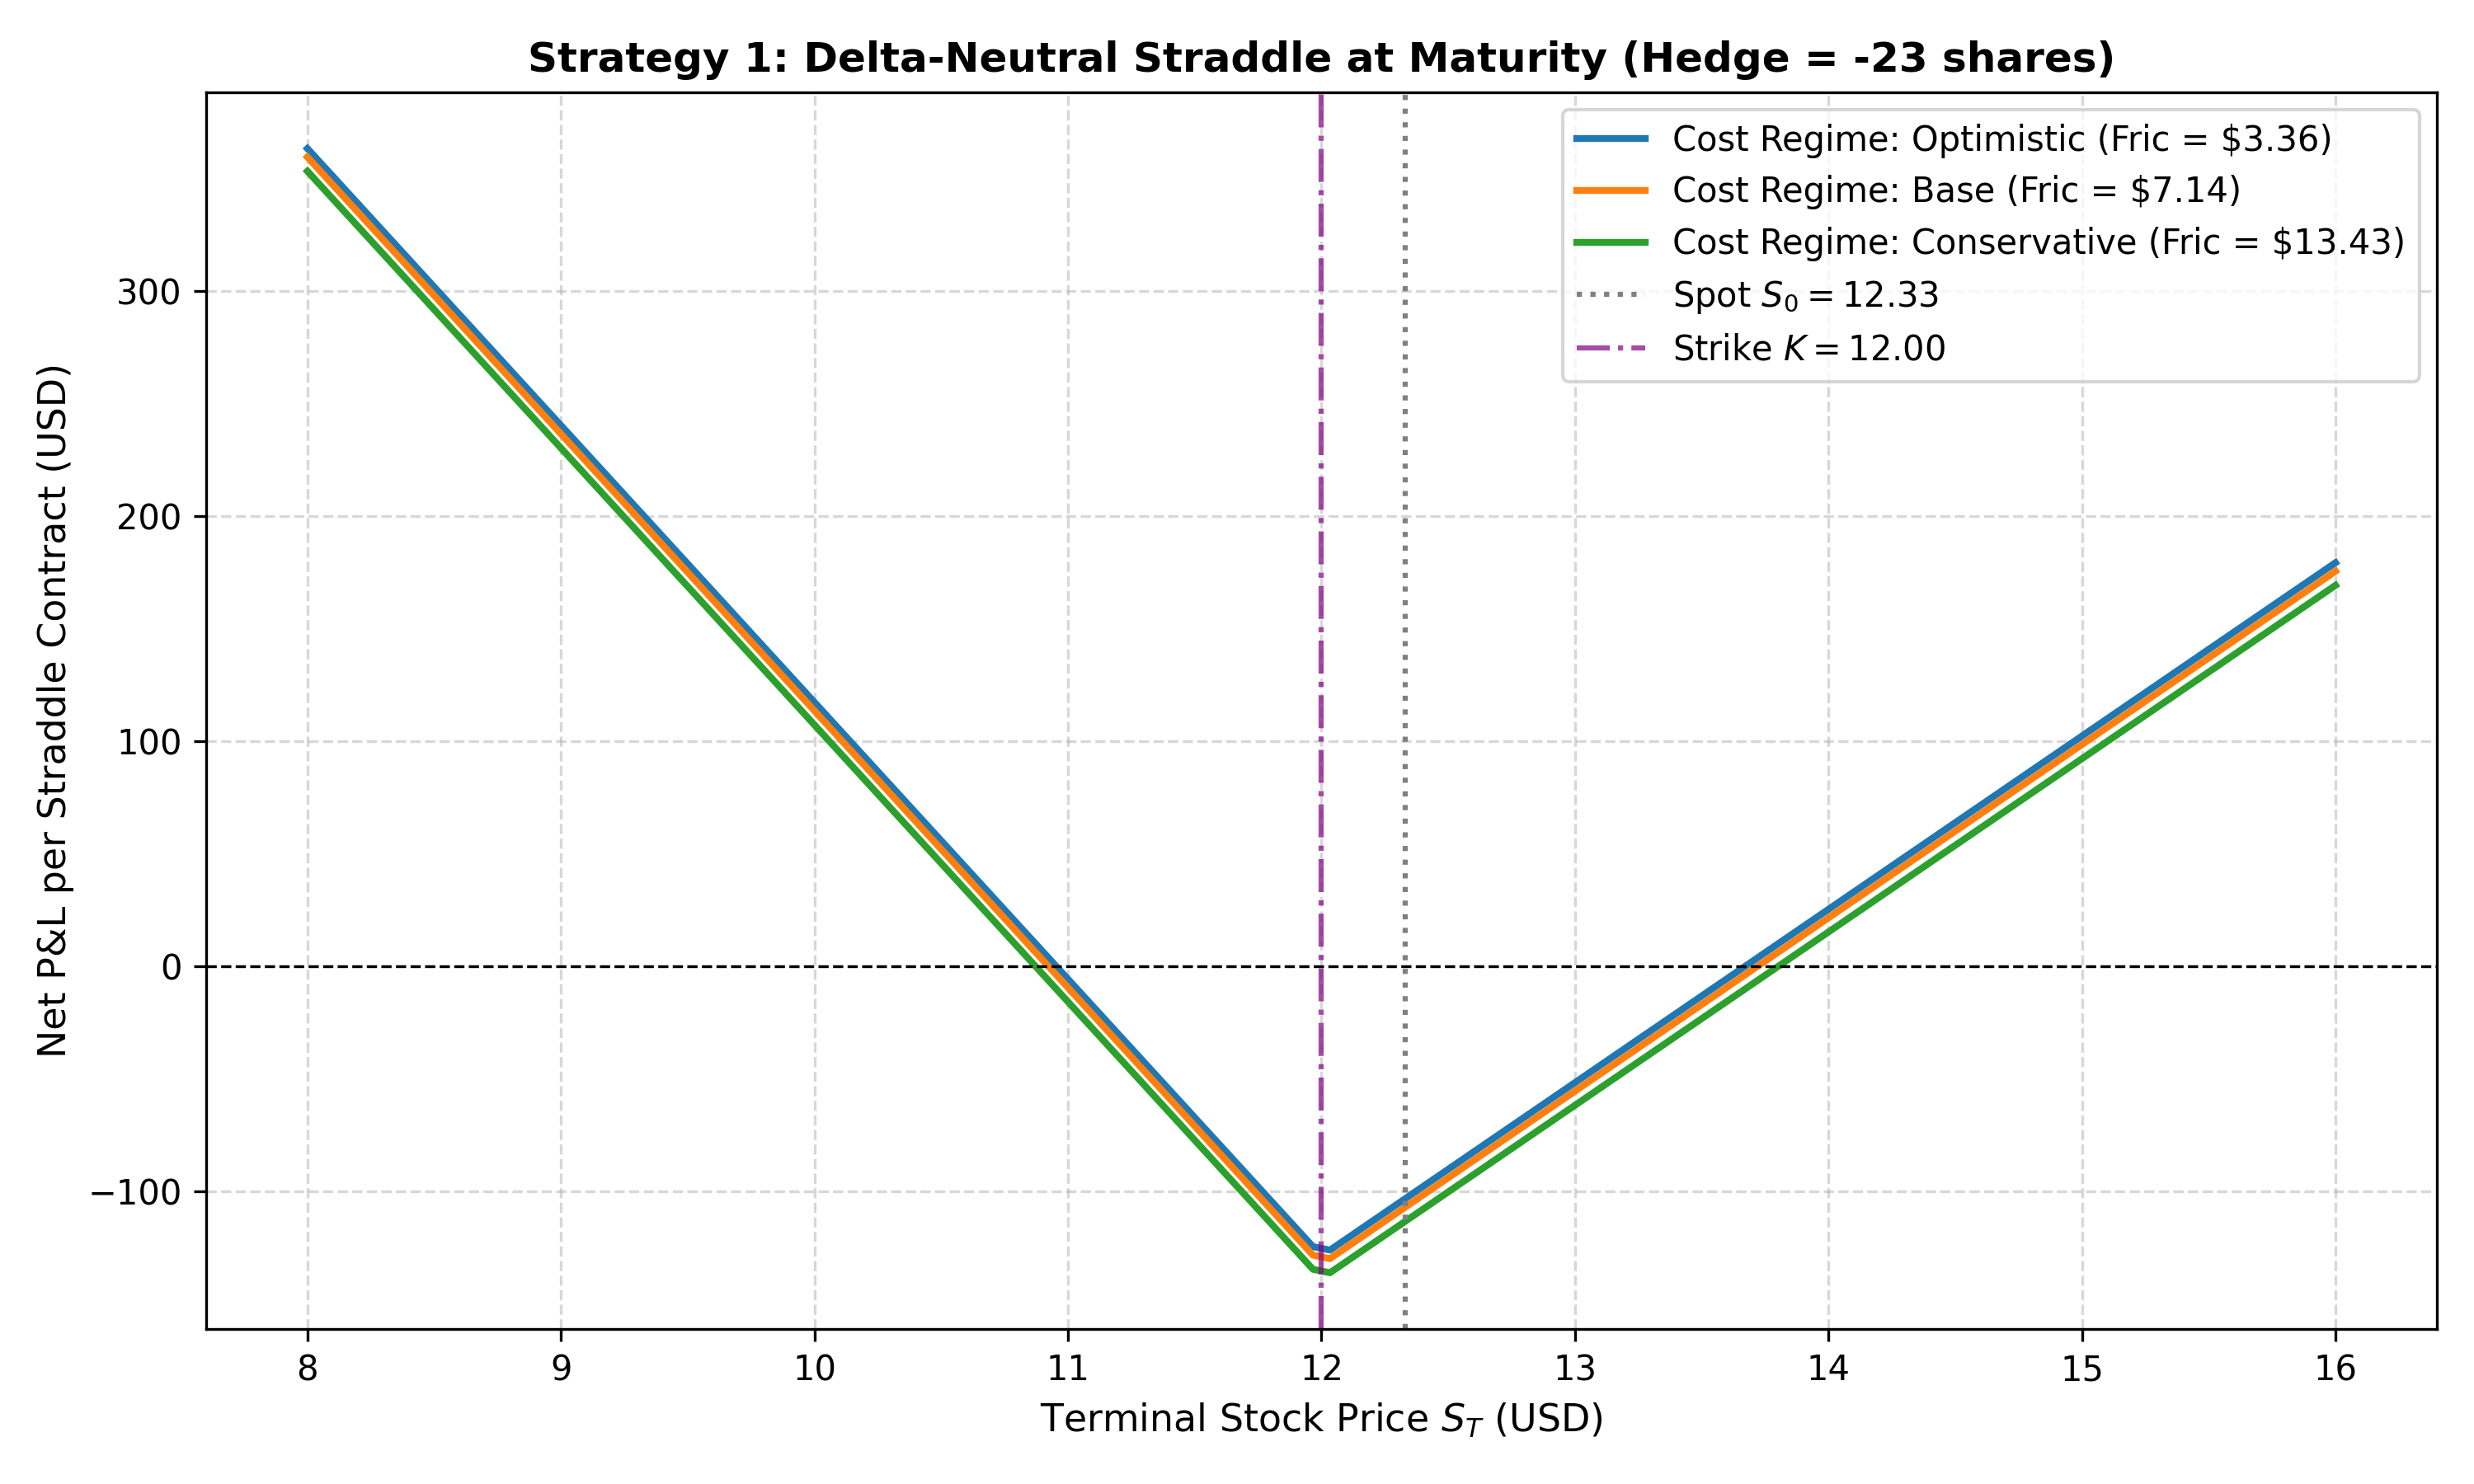 Strategy 1: Delta-Neutral Straddle at Maturity (Hedge = -23 shares)
Cost Regime: Optimistic (Fric = $3.36)
Cost Regime: Base (Fric = $7.14)
Cost Regime: Conservative (Fric = $13.43)
Spot S₀ = 12.33
Strike K = 12.00
Net P&L per Straddle Contract (USD)
300
200
100
0
−100
8 9 10 11 12 13 14 15 16
Terminal Stock Price S_T (USD)